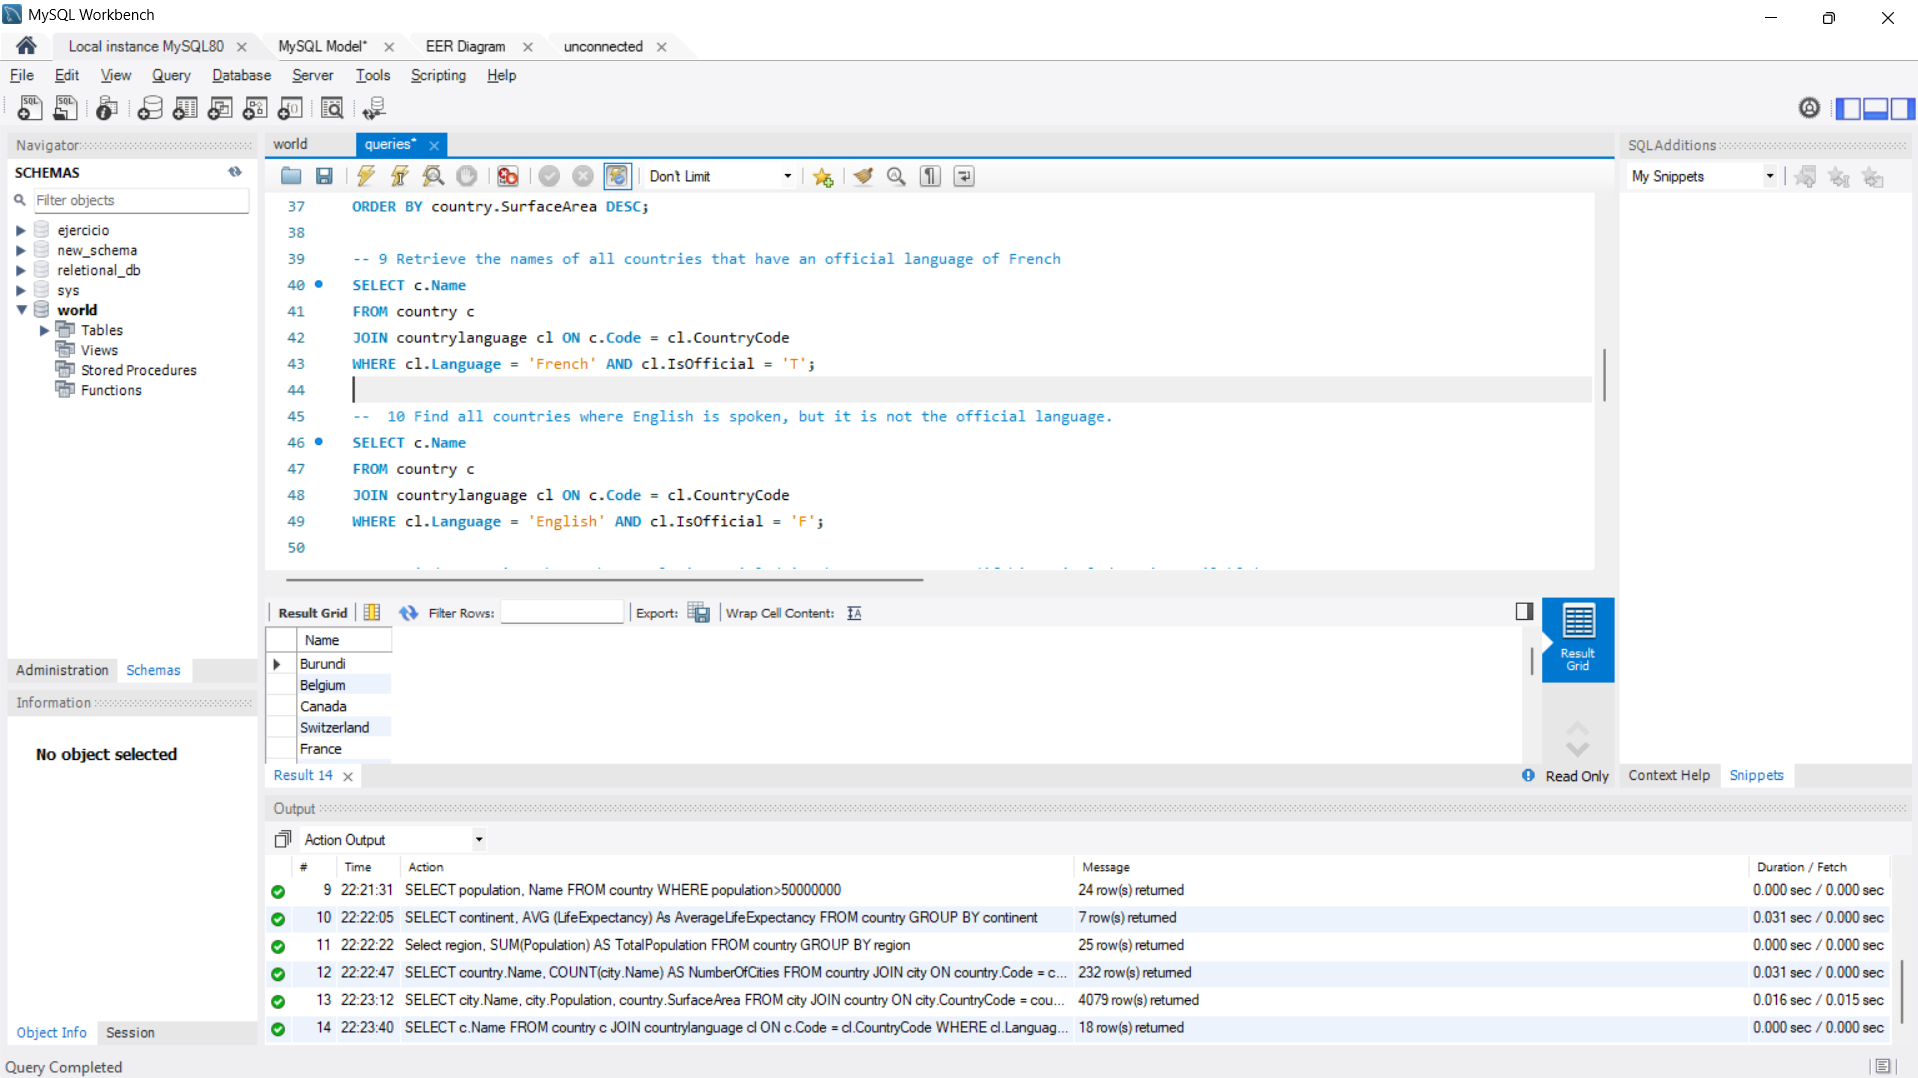 MySQL Workbench
Local instance MySQL80
MySQL Model*
EER Diagram
unconnected
File Edit View Query Database Server Tools Scripting Help
Navigator
SCHEMAS
Filter objects
ejercicio
new_schema
reletional_db
sys
world
Tables
Views
Stored Procedures
Functions
Administration Schemas
Information
No object selected
Object Info Session
Query Completed
world queries*
Don't Limit
37 ORDER BY country.SurfaceArea DESC;
38
39 -- 9 Retrieve the names of all countries that have an official language of French
40 SELECT c.Name
41 FROM country c
42 JOIN countrylanguage cl ON c.Code = cl.CountryCode
43 WHERE cl.Language = 'French' AND cl.IsOfficial = 'T';
44
45 --  10 Find all countries where English is spoken, but it is not the official language.
46 SELECT c.Name
47 FROM country c
48 JOIN countrylanguage cl ON c.Code = cl.CountryCode
49 WHERE cl.Language = 'English' AND cl.IsOfficial = 'F';
50
Result Grid Filter Rows: Export: Wrap Cell Content:
Name
Burundi
Belgium
Canada
Switzerland
France
Result Grid
Result 14
Read Only
SQLAdditions
My Snippets
Context Help Snippets
Output
Action Output
# Time Action Message Duration / Fetch
9 22:21:31 SELECT population, Name FROM country WHERE population>50000000 24 row(s) returned 0.000 sec / 0.000 sec
10 22:22:05 SELECT continent, AVG (LifeExpectancy) As AverageLifeExpectancy FROM country GROUP BY continent 7 row(s) returned 0.031 sec / 0.000 sec
11 22:22:22 Select region, SUM(Population) AS TotalPopulation FROM country GROUP BY region 25 row(s) returned 0.000 sec / 0.000 sec
12 22:22:47 SELECT country.Name, COUNT(city.Name) AS NumberOfCities FROM country JOIN city ON country.Code = c... 232 row(s) returned 0.031 sec / 0.000 sec
13 22:23:12 SELECT city.Name, city.Population, country.SurfaceArea FROM city JOIN country ON city.CountryCode = cou... 4079 row(s) returned 0.016 sec / 0.015 sec
14 22:23:40 SELECT c.Name FROM country c JOIN countrylanguage cl ON c.Code = cl.CountryCode WHERE cl.Languag... 18 row(s) returned 0.000 sec / 0.000 sec